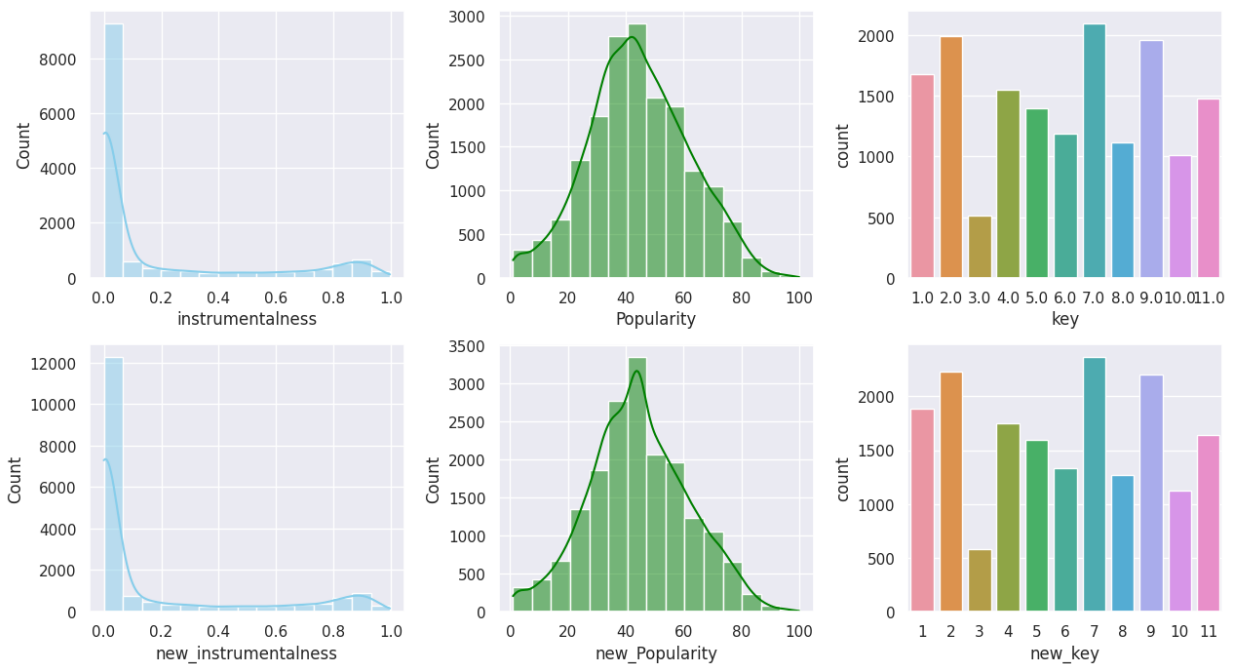 8000
6000
4000
2000
0
Count
0.0 0.2 0.4 0.6 0.8 1.0
instrumentalness
3000
2500
2000
1500
1000
500
0
Count
0 20 40 60 80 100
Popularity
2000
1500
1000
500
0
count
1.0 2.0 3.0 4.0 5.0 6.0 7.0 8.0 9.0 10.0 11.0
key
12000
10000
8000
6000
4000
2000
0
Count
0.0 0.2 0.4 0.6 0.8 1.0
new_instrumentalness
3500
3000
2500
2000
1500
1000
500
0
Count
0 20 40 60 80 100
new_Popularity
2000
1500
1000
500
0
count
1 2 3 4 5 6 7 8 9 10 11
new_key